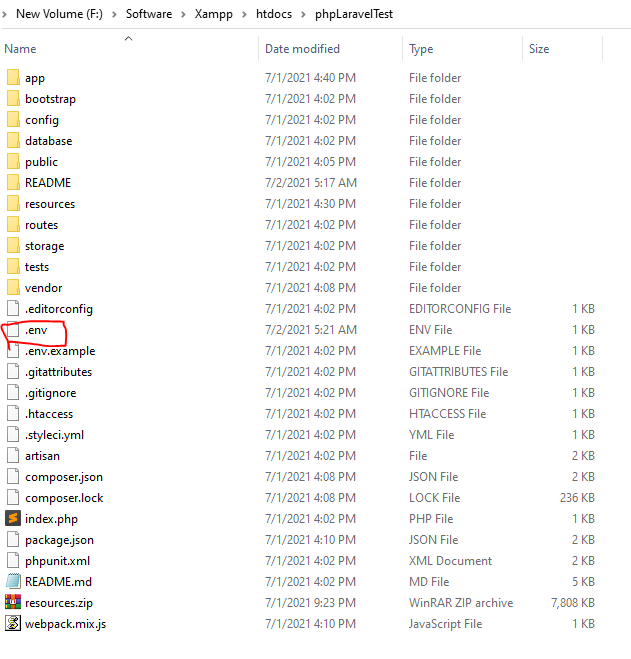 New Volume (F:) > Software > Xampp > htdocs > phpLaravelTest
Name Date modified Type Size
app 7/1/2021 4:40 PM File folder
bootstrap 7/1/2021 4:02 PM File folder
config 7/1/2021 4:02 PM File folder
database 7/1/2021 4:02 PM File folder
public 7/1/2021 4:05 PM File folder
README 7/2/2021 5:17 AM File folder
resources 7/1/2021 4:30 PM File folder
routes 7/1/2021 4:02 PM File folder
storage 7/1/2021 4:02 PM File folder
tests 7/1/2021 4:02 PM File folder
vendor 7/1/2021 4:08 PM File folder
.editorconfig 7/1/2021 4:02 PM EDITORCONFIG File 1 KB
.env 7/2/2021 5:21 AM ENV File 1 KB
.env.example 7/1/2021 4:02 PM EXAMPLE File 1 KB
.gitattributes 7/1/2021 4:02 PM GITATTRIBUTES File 1 KB
.gitignore 7/1/2021 4:02 PM GITIGNORE File 1 KB
.htaccess 7/1/2021 4:02 PM HTACCESS File 1 KB
.styleci.yml 7/1/2021 4:02 PM YML File 1 KB
artisan 7/1/2021 4:02 PM File 2 KB
composer.json 7/1/2021 4:08 PM JSON File 2 KB
composer.lock 7/1/2021 4:08 PM LOCK File 236 KB
index.php 7/1/2021 4:02 PM PHP File 1 KB
package.json 7/1/2021 4:10 PM JSON File 2 KB
phpunit.xml 7/1/2021 4:02 PM XML Document 2 KB
README.md 7/1/2021 4:02 PM MD File 5 KB
resources.zip 7/1/2021 9:23 PM WinRAR ZIP archive 7,808 KB
webpack.mix.js 7/1/2021 4:10 PM JavaScript File 1 KB